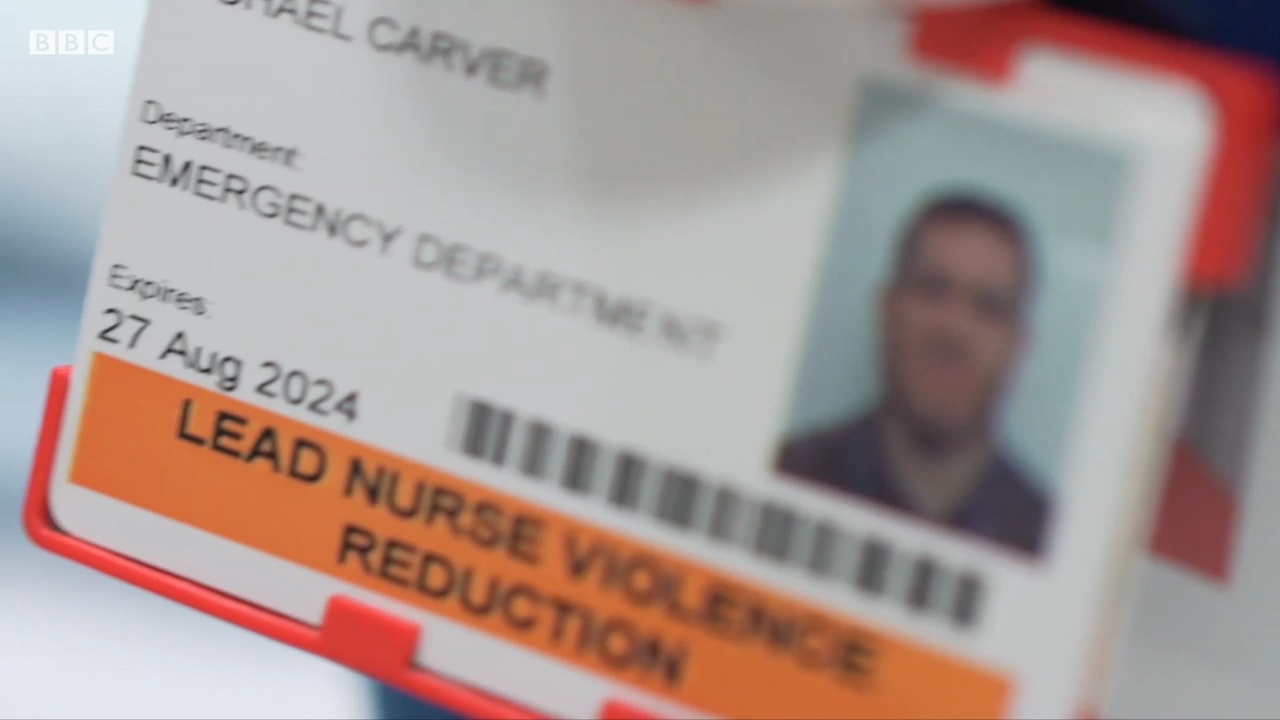 BBC
CARVER
Department:
EMERGENCY DEPARTMENT
Expires:
27 Aug 2024
LEAD NURSE VIOLENCE
REDUCTION